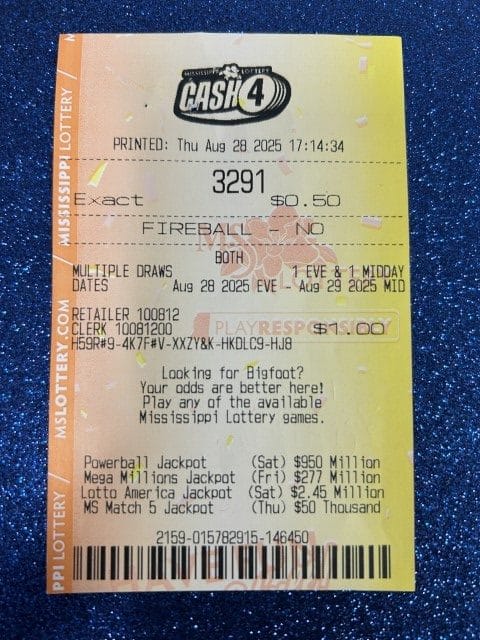 MISSISSIPPI LOTTERY
CASH 4
PRINTED: Thu Aug 28 2025 17:14:34
3291
Exact $0.50
FIREBALL - NO
BOTH
MULTIPLE DRAWS 1 EVE & 1 MIDDAY
DATES Aug 28 2025 EVE - Aug 29 2025 MID
RETAILER 100812
CLERK 10081200 $1.00
H59R#9-4K7F#V-XXZY&K-HKDLC9-HJ8
PLAY RESPONSIBLY
Looking for Bigfoot?
Your odds are better here!
Play any of the available
Mississippi Lottery games.
Powerball Jackpot (Sat) $950 Million
Mega Millions Jackpot (Fri) $277 Million
Lotto America Jackpot (Sat) $2.45 Million
MS Match 5 Jackpot (Thu) $50 Thousand
2159-015782915-146450
PPI LOTTERY / MSLOTTERY.COM / MISSISSIPPI LOTTERY /